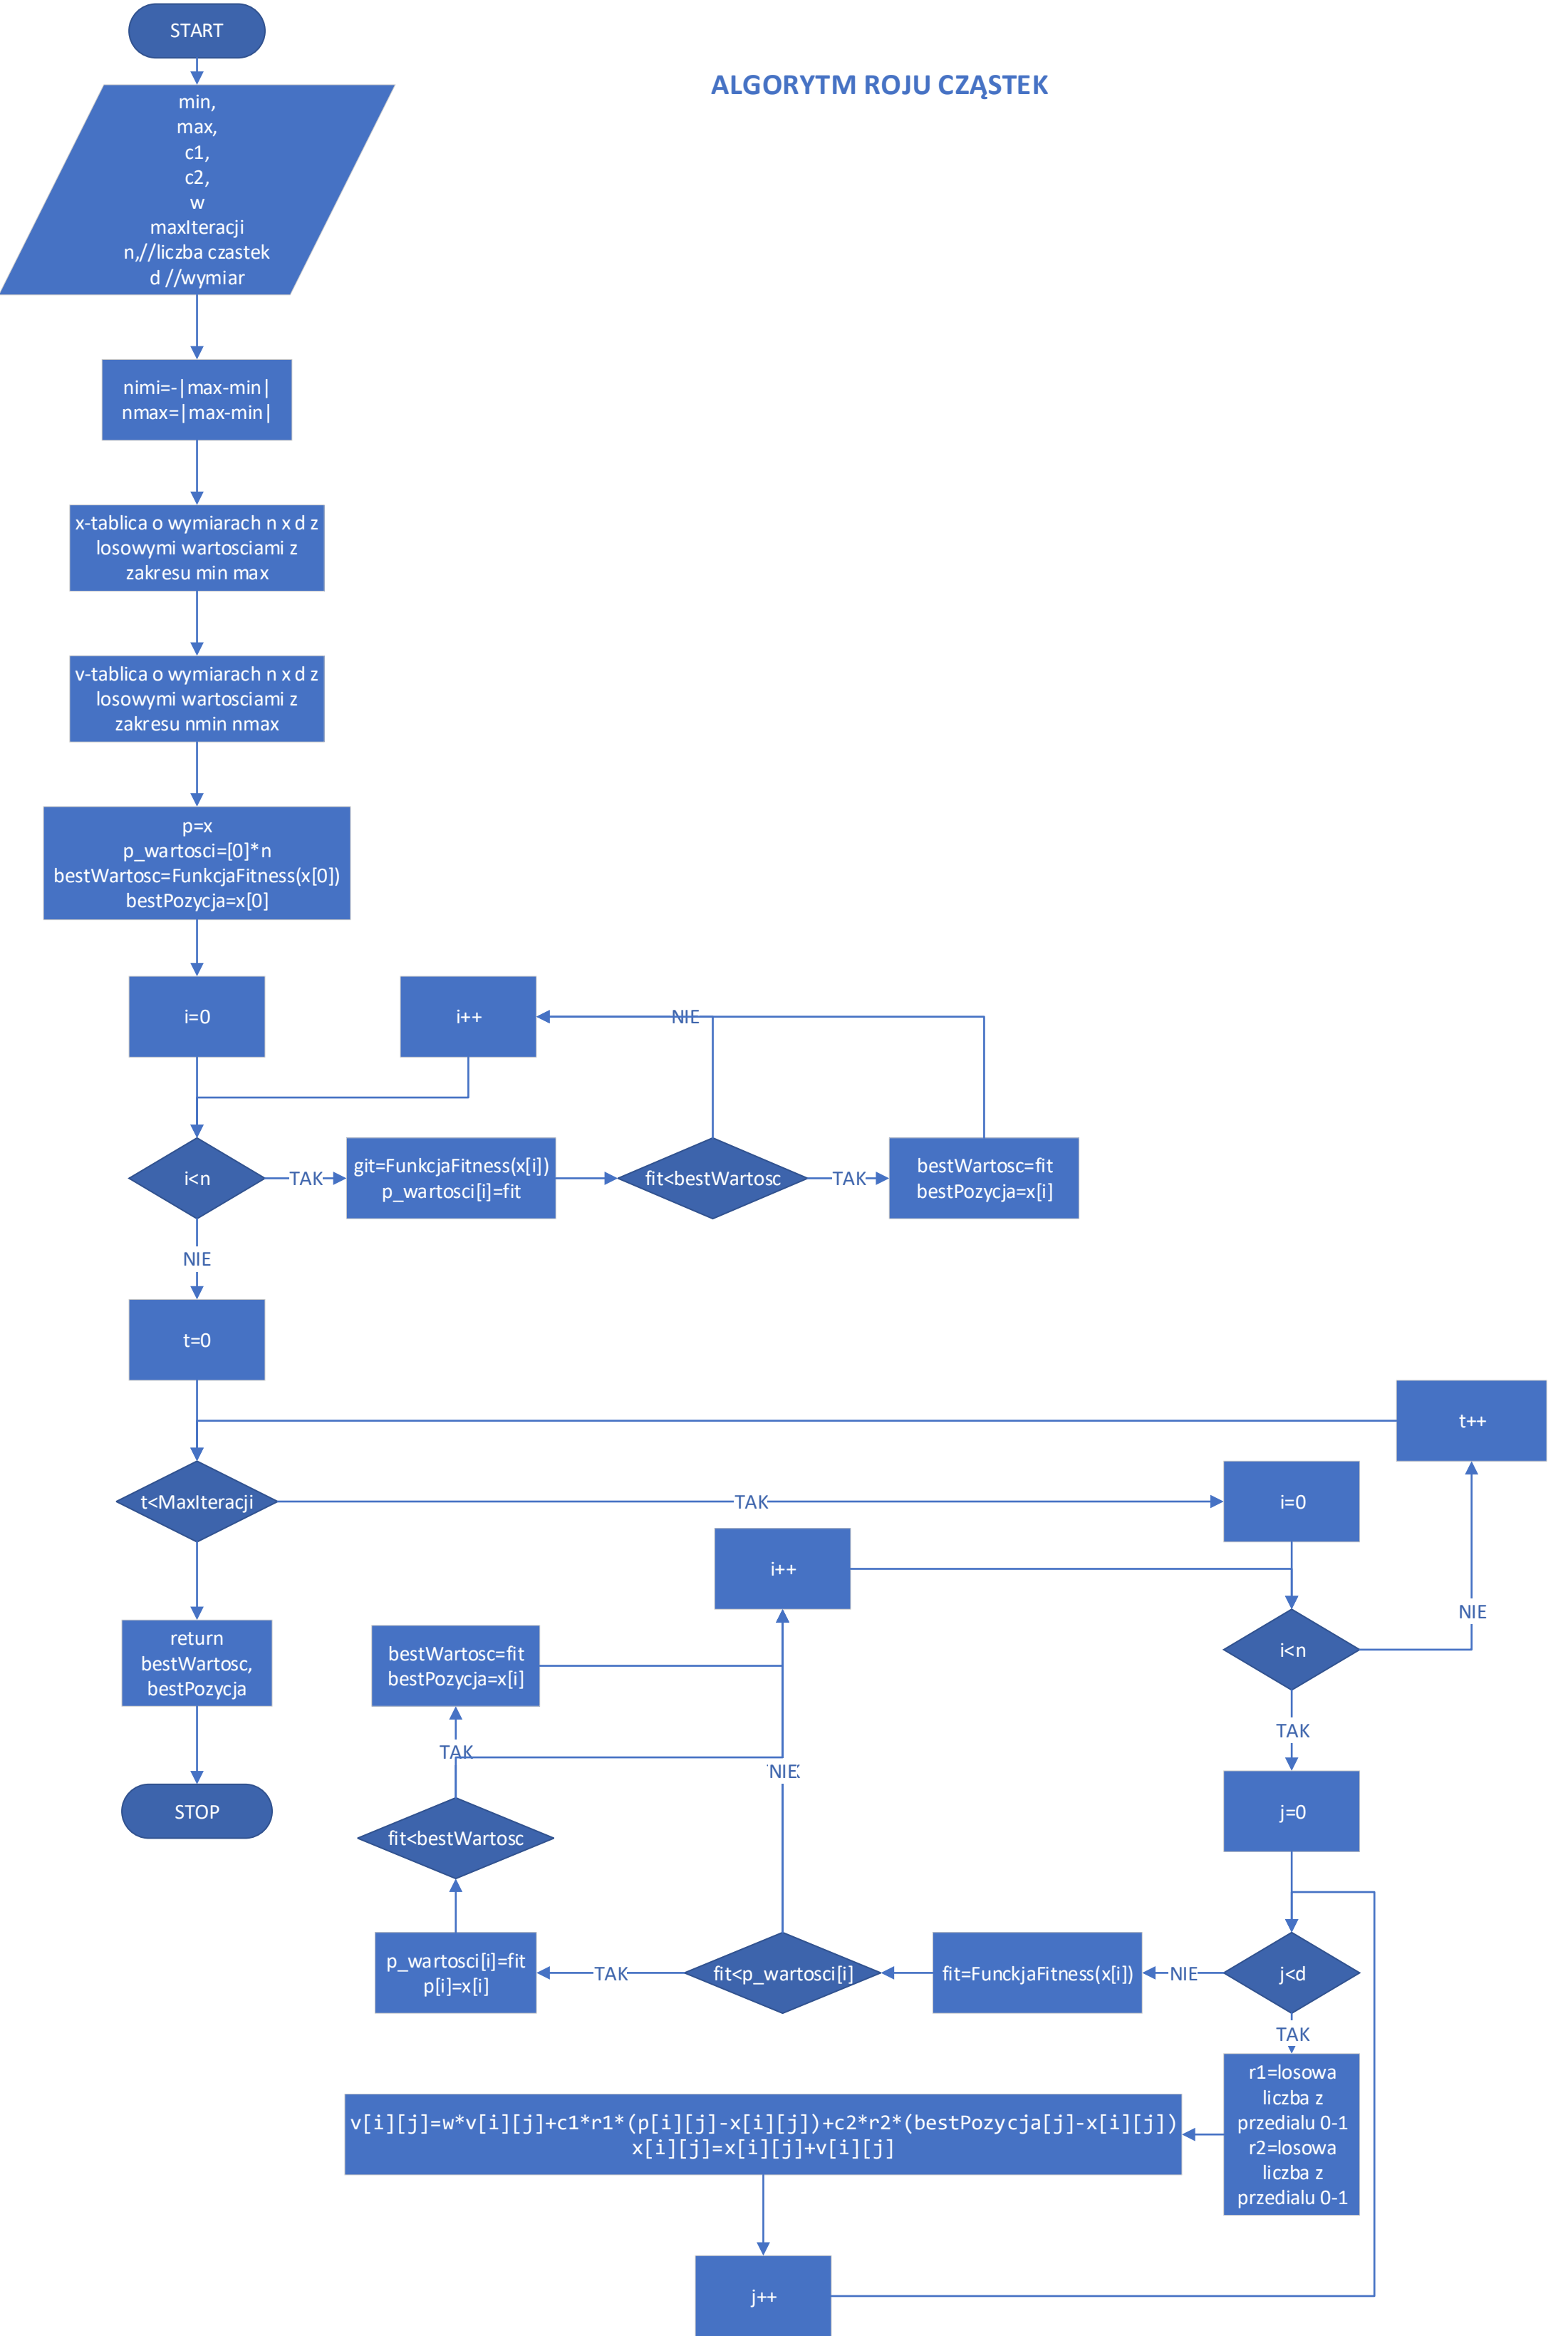 START
ALGORYTM ROJU CZĄSTEK
min,
max,
c1,
c2,
w
maxIteracji
n,//liczba czastek
d //wymiar
nimi=-|max-min|
nmax=|max-min|
x-tablica o wymiarach n x d z
losowymi wartosciami z
zakresu min max
v-tablica o wymiarach n x d z
losowymi wartosciami z
zakresu nmin nmax
p=x
p_wartosci=[0]*n
bestWartosc=FunkcjaFitness(x[0])
bestPozycja=x[0]
i=0
i++
NIE
i<n
TAK
git=FunkcjaFitness(x[i])
p_wartosci[i]=fit
fit<bestWartosc
TAK
bestWartosc=fit
bestPozycja=x[i]
NIE
t=0
t++
t<MaxIteracji
TAK
i=0
i++
NIE
return
bestWartosc,
bestPozycja
bestWartosc=fit
bestPozycja=x[i]
i<n
TAK
TAK
NIE
STOP
j=0
fit<bestWartosc
p_wartosci[i]=fit
p[i]=x[i]
TAK
fit<p_wartosci[i]
fit=FunckjaFitness(x[i])
NIE
j<d
TAK
r1=losowa
liczba z
przedialu 0-1
r2=losowa
liczba z
przedialu 0-1
v[i][j]=w*v[i][j]+c1*r1*(p[i][j]-x[i][j])+c2*r2*(bestPozycja[j]-x[i][j])
x[i][j]=x[i][j]+v[i][j]
j++